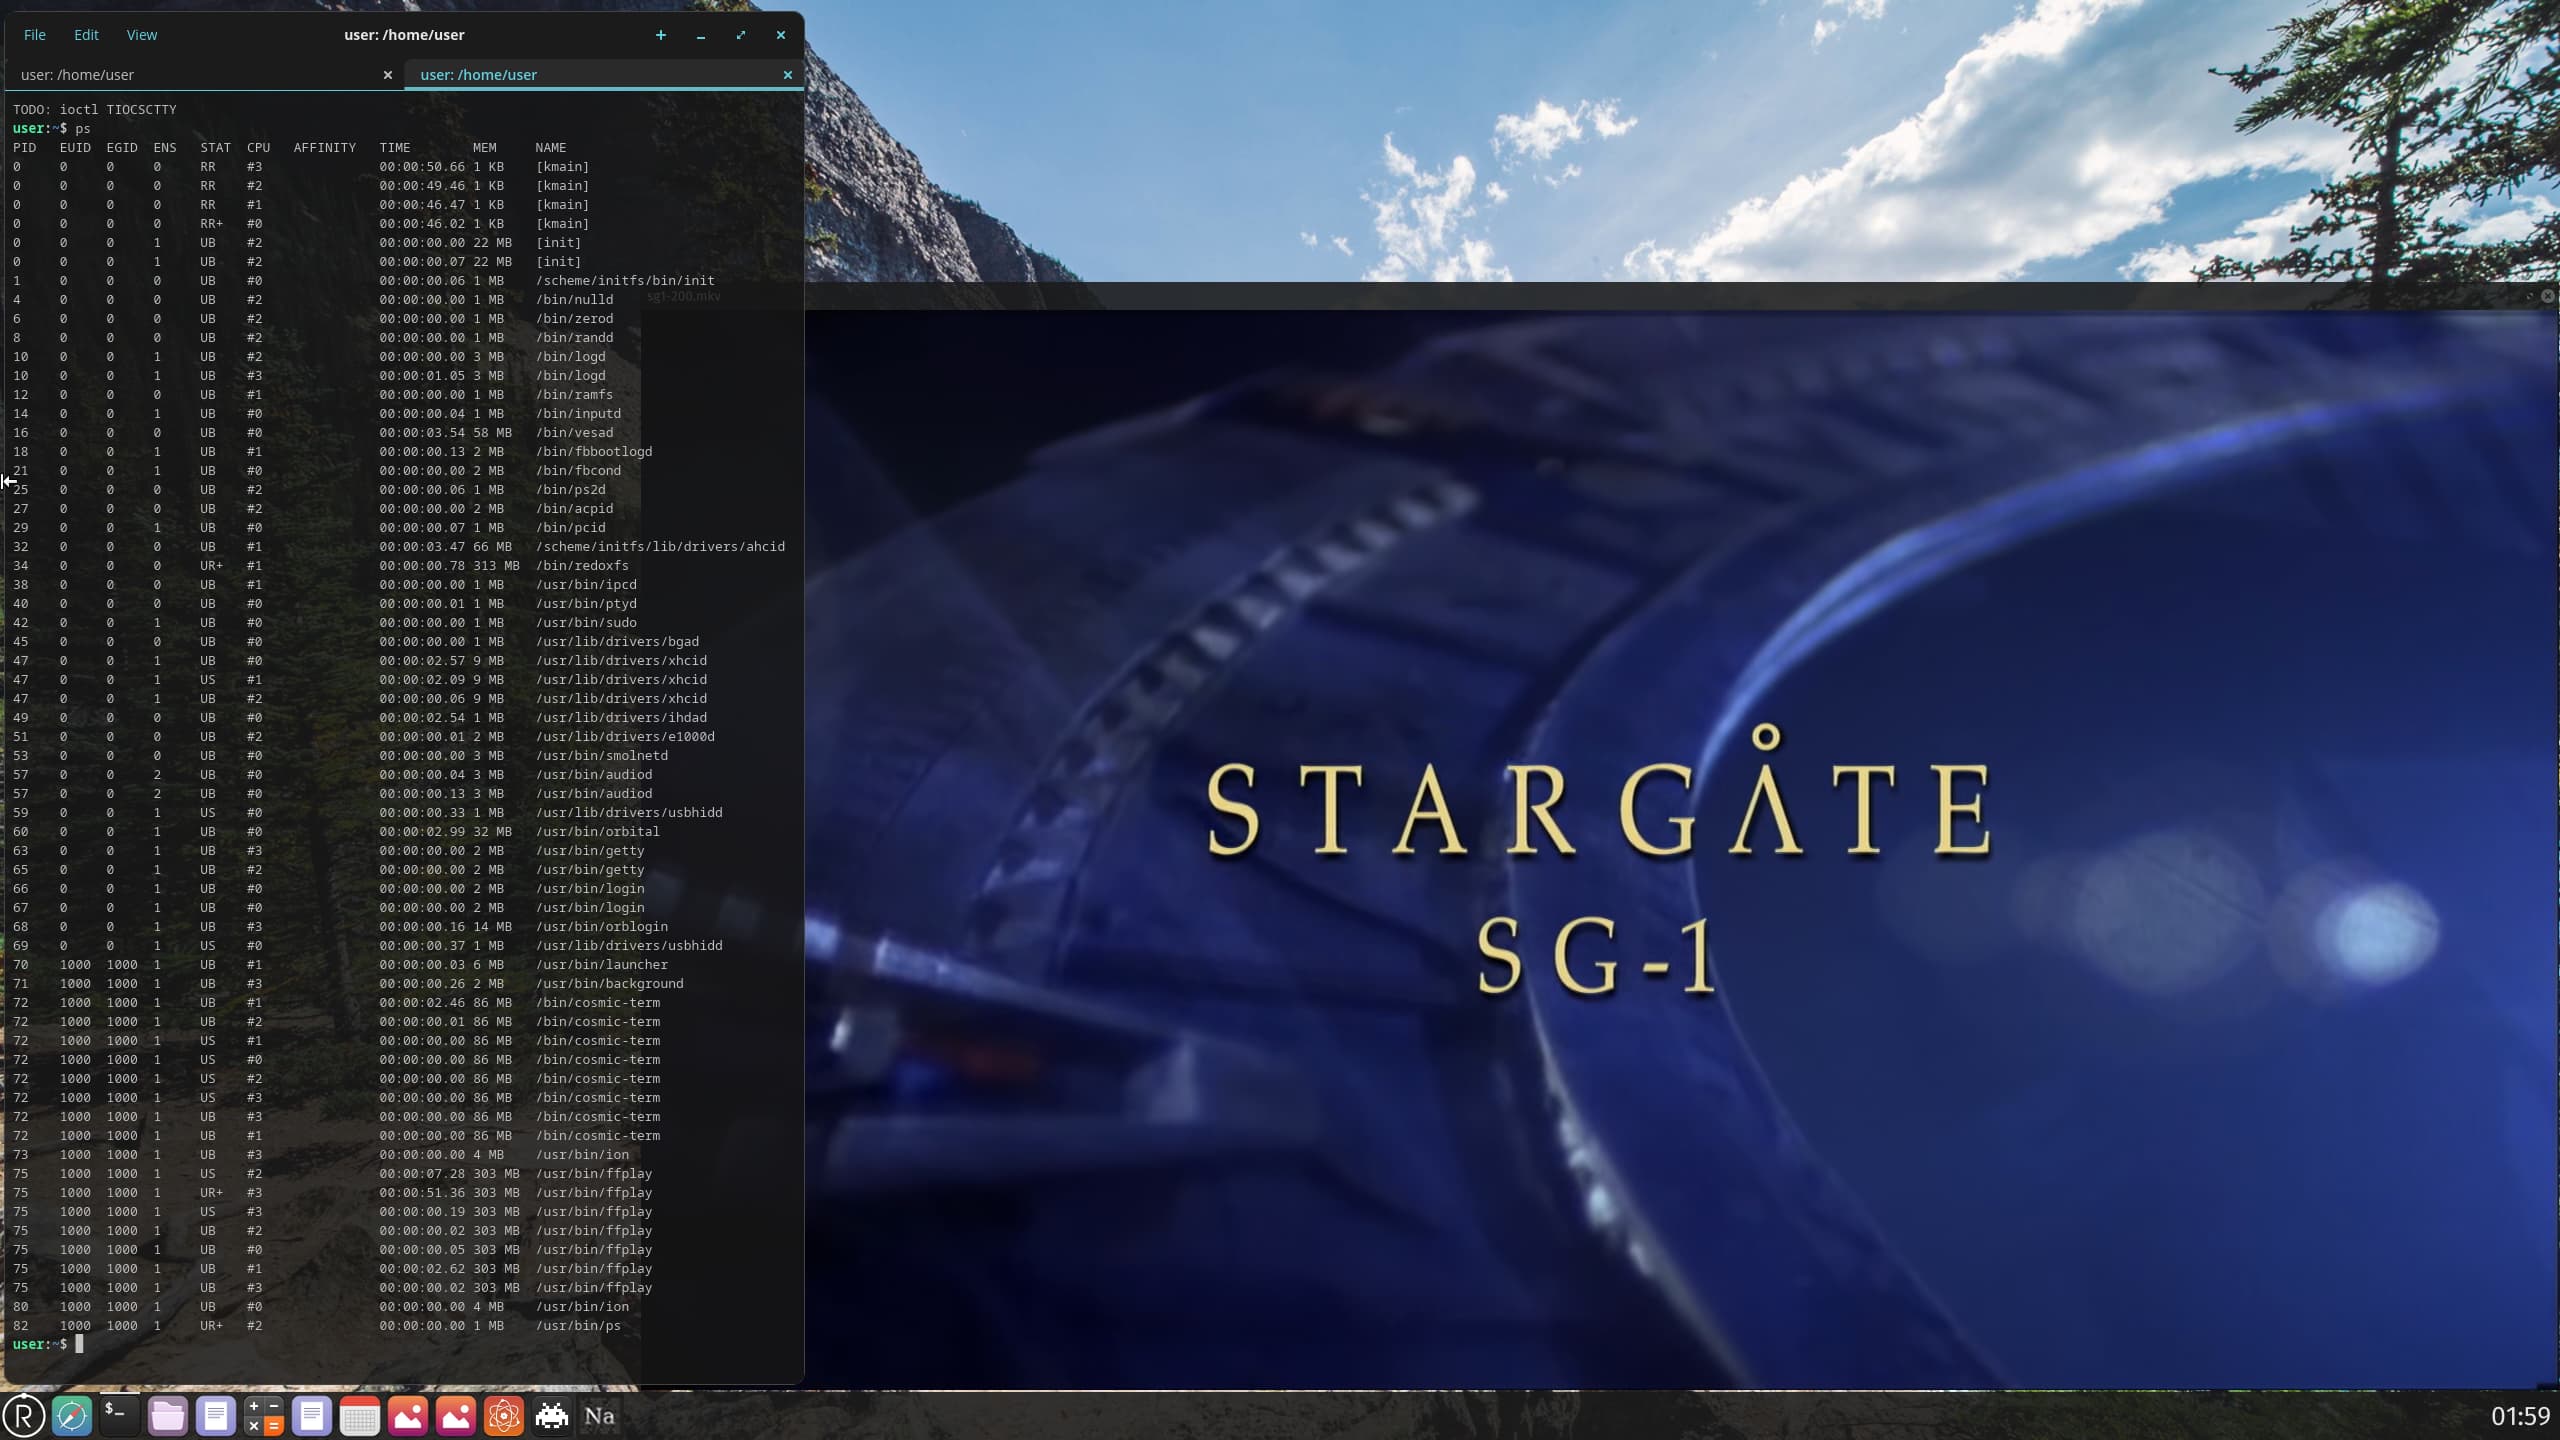 File Edit View user: /home/user
user: /home/user user: /home/user
TODO: ioctl TIOCSCTTY
user:~$ ps
PID EUID EGID ENS STAT CPU AFFINITY TIME MEM NAME
0 0 0 0 RR #3 00:00:50.66 1 KB [kmain]
0 0 0 0 RR #2 00:00:49.46 1 KB [kmain]
0 0 0 0 RR #1 00:00:46.47 1 KB [kmain]
0 0 0 0 RR+ #0 00:00:46.02 1 KB [kmain]
0 0 0 1 UB #2 00:00:00.00 22 MB [init]
0 0 0 1 UB #2 00:00:00.07 22 MB [init]
1 0 0 0 UB #0 00:00:00.06 1 MB /scheme/initfs/bin/init
4 0 0 0 UB #2 00:00:00.00 1 MB /bin/nulld
6 0 0 0 UB #2 00:00:00.00 1 MB /bin/zerod
8 0 0 0 UB #2 00:00:00.00 1 MB /bin/randd
10 0 0 1 UB #2 00:00:00.00 3 MB /bin/logd
10 0 0 1 UB #3 00:00:01.05 3 MB /bin/logd
12 0 0 0 UB #1 00:00:00.00 1 MB /bin/ramfs
14 0 0 1 UB #0 00:00:00.04 1 MB /bin/inputd
16 0 0 0 UB #0 00:00:03.54 58 MB /bin/vesad
18 0 0 1 UB #1 00:00:00.13 2 MB /bin/fbbootlogd
21 0 0 1 UB #0 00:00:00.00 2 MB /bin/fbcond
25 0 0 0 UB #2 00:00:00.06 1 MB /bin/ps2d
27 0 0 0 UB #2 00:00:00.00 2 MB /bin/acpid
29 0 0 1 UB #0 00:00:00.07 1 MB /bin/pcid
32 0 0 0 UB #1 00:00:03.47 66 MB /scheme/initfs/lib/drivers/ahcid
34 0 0 0 UR+ #1 00:00:00.78 313 MB /bin/redoxfs
38 0 0 0 UB #1 00:00:00.00 1 MB /usr/bin/ipcd
40 0 0 0 UB #0 00:00:00.01 1 MB /usr/bin/ptyd
42 0 0 1 UB #0 00:00:00.00 1 MB /usr/bin/sudo
45 0 0 0 UB #0 00:00:00.00 1 MB /usr/lib/drivers/bgad
47 0 0 1 UB #0 00:00:02.57 9 MB /usr/lib/drivers/xhcid
47 0 0 1 US #1 00:00:02.09 9 MB /usr/lib/drivers/xhcid
47 0 0 1 UB #2 00:00:00.06 9 MB /usr/lib/drivers/xhcid
49 0 0 0 UB #0 00:00:02.54 1 MB /usr/lib/drivers/ihdad
51 0 0 0 UB #2 00:00:00.01 2 MB /usr/lib/drivers/e1000d
53 0 0 0 UB #0 00:00:00.00 3 MB /usr/bin/smolnetd
57 0 0 2 UB #0 00:00:00.04 3 MB /usr/bin/audiod
57 0 0 2 UB #0 00:00:00.13 3 MB /usr/bin/audiod
59 0 0 1 US #0 00:00:00.33 1 MB /usr/lib/drivers/usbhidd
60 0 0 1 UB #0 00:00:02.99 32 MB /usr/bin/orbital
63 0 0 1 UB #3 00:00:00.00 2 MB /usr/bin/getty
65 0 0 1 UB #2 00:00:00.00 2 MB /usr/bin/getty
66 0 0 1 UB #0 00:00:00.00 2 MB /usr/bin/login
67 0 0 1 UB #0 00:00:00.00 2 MB /usr/bin/login
68 0 0 1 UB #3 00:00:00.16 14 MB /usr/bin/orblogin
69 0 0 1 US #0 00:00:00.37 1 MB /usr/lib/drivers/usbhidd
70 1000 1000 1 UB #1 00:00:00.03 6 MB /usr/bin/launcher
71 1000 1000 1 UB #3 00:00:00.26 2 MB /usr/bin/background
72 1000 1000 1 UB #1 00:00:02.46 86 MB /bin/cosmic-term
72 1000 1000 1 UB #2 00:00:00.01 86 MB /bin/cosmic-term
72 1000 1000 1 US #1 00:00:00.00 86 MB /bin/cosmic-term
72 1000 1000 1 US #0 00:00:00.00 86 MB /bin/cosmic-term
72 1000 1000 1 US #2 00:00:00.00 86 MB /bin/cosmic-term
72 1000 1000 1 US #3 00:00:00.00 86 MB /bin/cosmic-term
72 1000 1000 1 UB #3 00:00:00.00 86 MB /bin/cosmic-term
72 1000 1000 1 UB #1 00:00:00.00 86 MB /bin/cosmic-term
73 1000 1000 1 UB #3 00:00:00.00 4 MB /usr/bin/ion
75 1000 1000 1 US #2 00:00:07.28 303 MB /usr/bin/ffplay
75 1000 1000 1 UR+ #3 00:00:51.36 303 MB /usr/bin/ffplay
75 1000 1000 1 US #3 00:00:00.19 303 MB /usr/bin/ffplay
75 1000 1000 1 UB #2 00:00:00.02 303 MB /usr/bin/ffplay
75 1000 1000 1 UB #0 00:00:00.05 303 MB /usr/bin/ffplay
75 1000 1000 1 UB #1 00:00:02.62 303 MB /usr/bin/ffplay
75 1000 1000 1 UB #3 00:00:00.02 303 MB /usr/bin/ffplay
80 1000 1000 1 UB #0 00:00:00.00 4 MB /usr/bin/ion
82 1000 1000 1 UR+ #2 00:00:00.00 1 MB /usr/bin/ps
user:~$
sg1-200.mkv
STARGÅTE
SG-1
R $_ Na 01:59